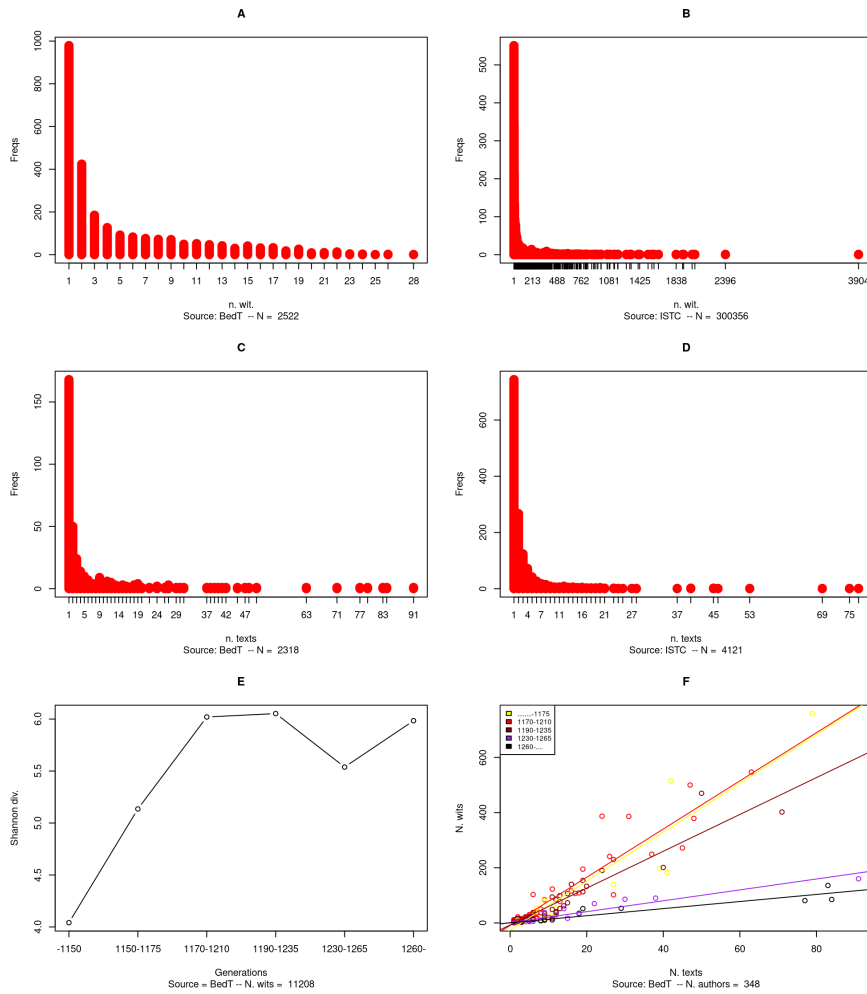 A
Freqs
1000
800
600
400
200
0
1 3 5 7 9 11 13 15 17 19 21 23 25 28
n. wit.
Source: BedT -- N = 2522
B
Freqs
500
400
300
200
100
0
1 213 488 762 1081 1425 1838 2396 3904
n. wit.
Source: ISTC -- N = 300356
C
Freqs
150
100
50
0
1 5 9 14 19 24 29 37 42 47 63 71 77 83 91
n. texts
Source: BedT -- N = 2318
D
Freqs
600
400
200
0
1 4 7 11 16 21 27 37 45 53 69 75
n. texts
Source: ISTC -- N = 4121
E
Shannon div.
6.0
5.5
5.0
4.5
4.0
-1150 1150-1175 1170-1210 1190-1235 1230-1265 1260-
Generations
Source = BedT -- N. wits = 11208
F
.......-1175
1170-1210
1190-1235
1230-1265
1260-....
N. wits
600
400
200
0
0 20 40 60 80
N. texts
Source: BedT -- N. authors = 348